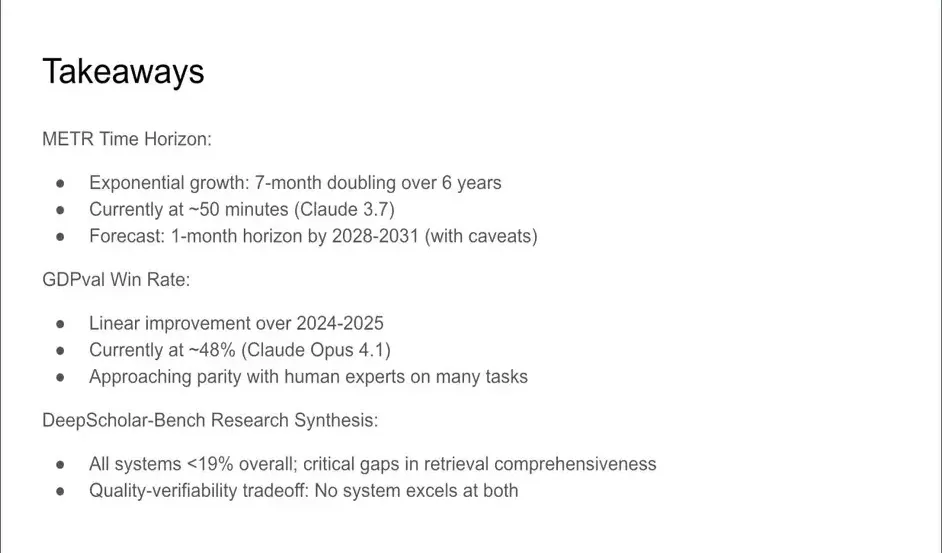 Takeaways
METR Time Horizon:
● Exponential growth: 7-month doubling over 6 years
● Currently at ~50 minutes (Claude 3.7)
● Forecast: 1-month horizon by 2028-2031 (with caveats)
GDPval Win Rate:
● Linear improvement over 2024-2025
● Currently at ~48% (Claude Opus 4.1)
● Approaching parity with human experts on many tasks
DeepScholar-Bench Research Synthesis:
● All systems <19% overall; critical gaps in retrieval comprehensiveness
● Quality-verifiability tradeoff: No system excels at both